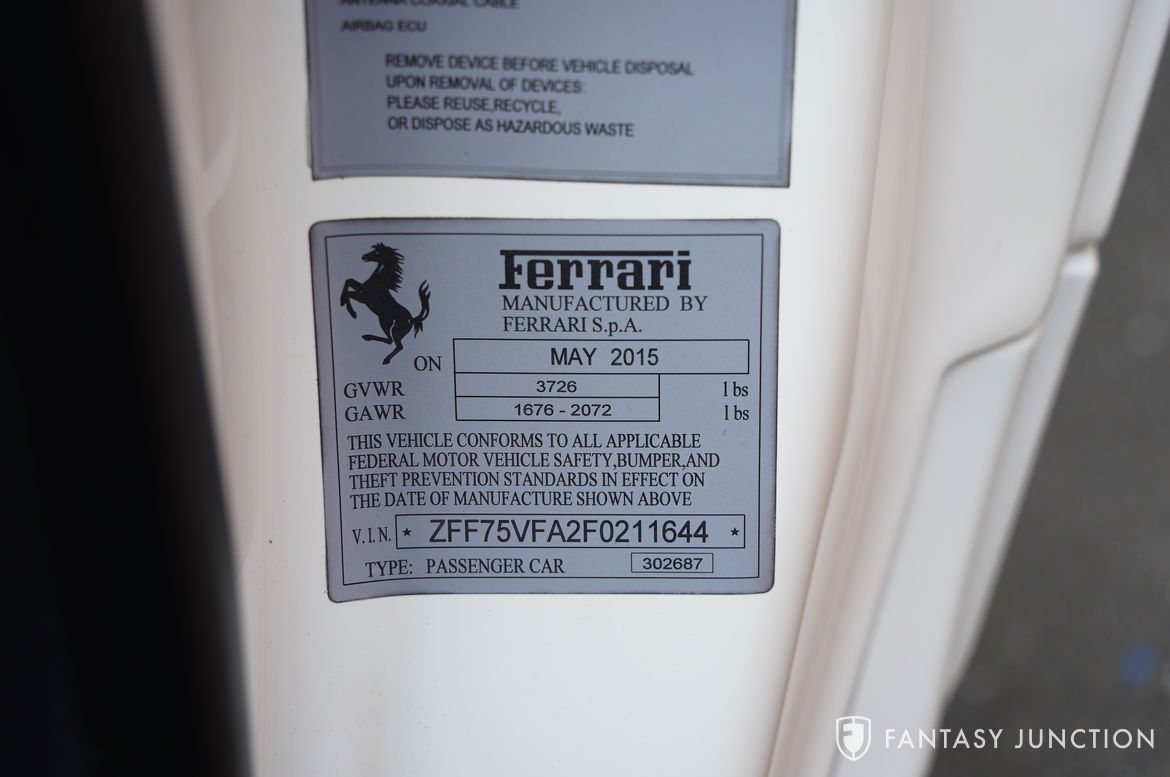 ANTENNA COAXIAL CABLE
AIRBAG ECU
REMOVE DEVICE BEFORE VEHICLE DISPOSAL
UPON REMOVAL OF DEVICES:
PLEASE REUSE,RECYCLE,
OR DISPOSE AS HAZARDOUS WASTE
Ferrari
MANUFACTURED BY
FERRARI S.p.A.
ON MAY 2015
GVWR 3726 lbs
GAWR 1676 - 2072 lbs
THIS VEHICLE CONFORMS TO ALL APPLICABLE
FEDERAL MOTOR VEHICLE SAFETY,BUMPER,AND
THEFT PREVENTION STANDARDS IN EFFECT ON
THE DATE OF MANUFACTURE SHOWN ABOVE
V.I.N. * ZFF75VFA2F0211644 *
TYPE: PASSENGER CAR 302687
FANTASY JUNCTION